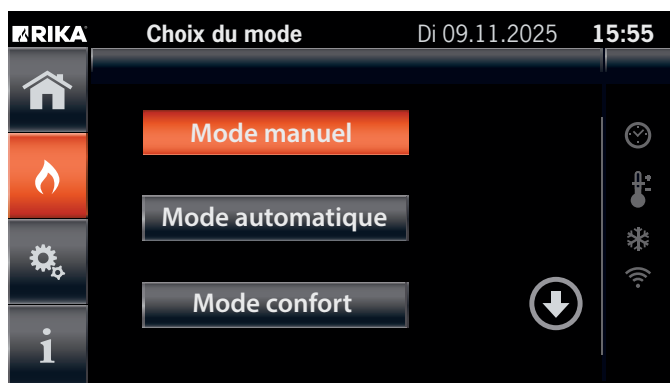 RIKA Choix du mode Di 09.11.2025 15:55
Mode manuel
Mode automatique
Mode confort
i